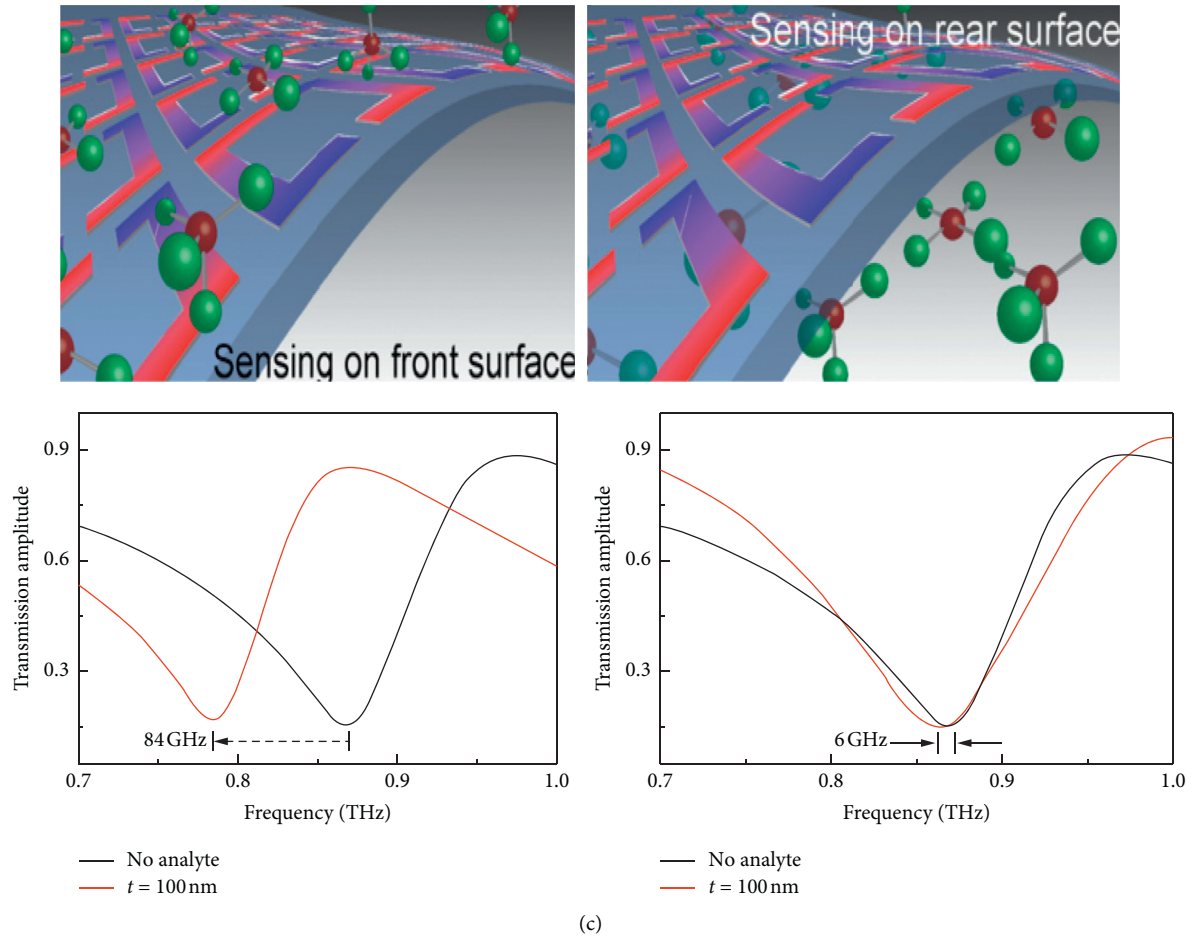 Sensing on front surface
Sensing on rear surface
Transmission amplitude
0.9
0.6
0.3
84 GHz
0.7
0.8
0.9
1.0
Frequency (THz)
No analyte
t = 100 nm
Transmission amplitude
0.9
0.6
0.3
6 GHz
0.7
0.8
0.9
1.0
Frequency (THz)
No analyte
t = 100 nm
(c)